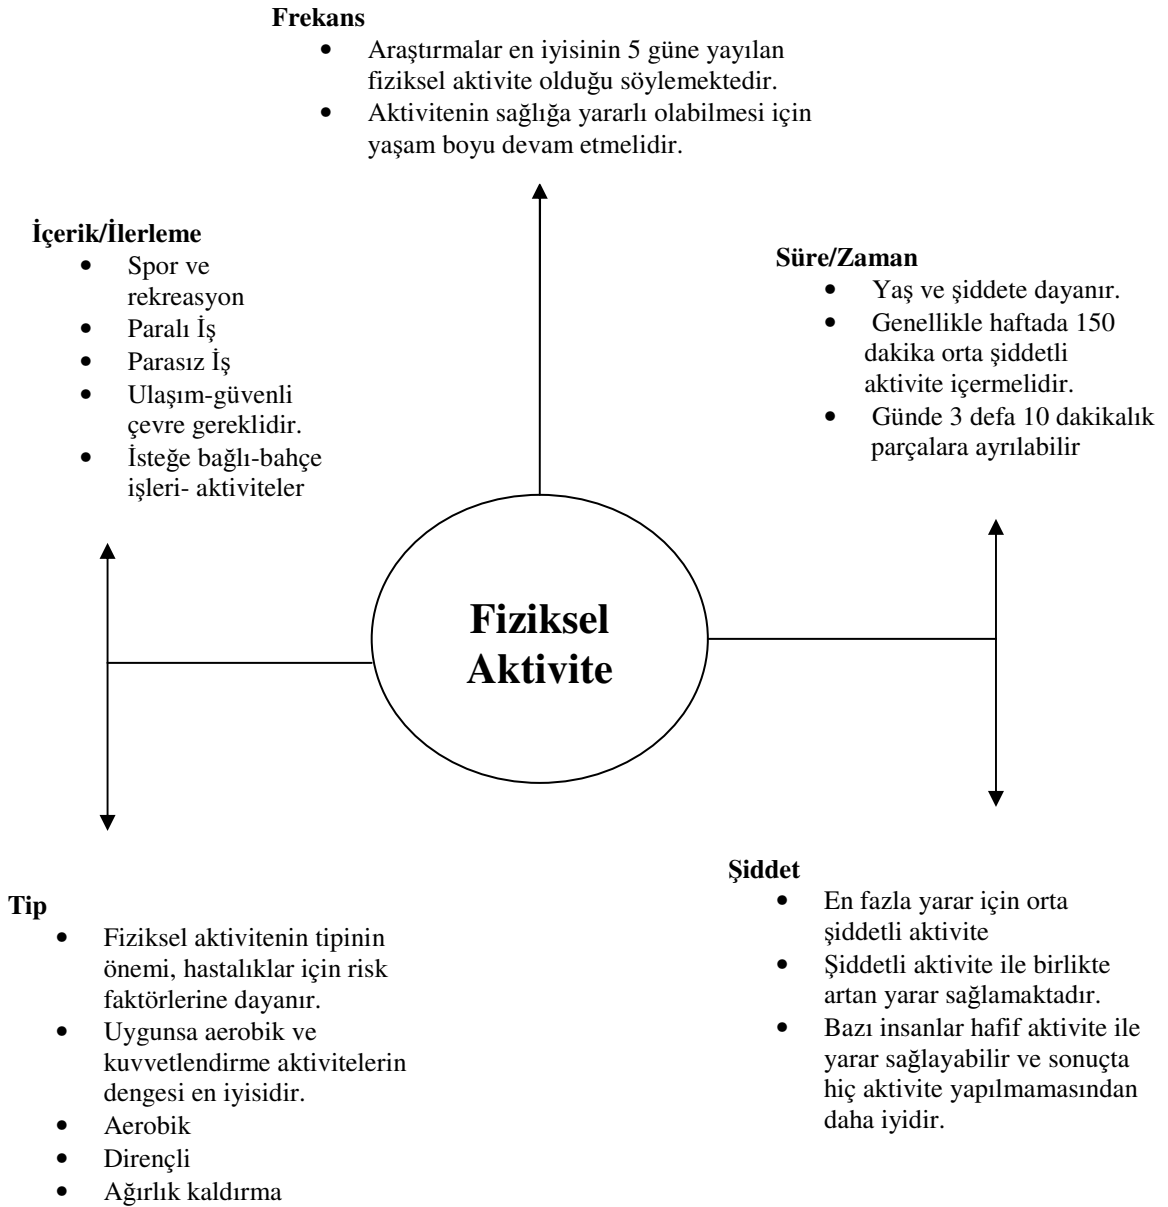 Frekans
• Araştırmalar en iyisinin 5 güne yayılan
fiziksel aktivite olduğu söylemektedir.
• Aktivitenin sağlığa yararlı olabilmesi için
yaşam boyu devam etmelidir.
İçerik/İlerleme
• Spor ve
rekreasyon
• Paralı İş
• Parasız İş
• Ulaşım-güvenli
çevre gereklidir.
• İsteğe bağlı-bahçe
işleri- aktiviteler
Süre/Zaman
• Yaş ve şiddete dayanır.
• Genellikle haftada 150
dakika orta şiddetli
aktivite içermelidir.
• Günde 3 defa 10 dakikalık
parçalara ayrılabilir
Fiziksel
Aktivite
Tip
• Fiziksel aktivitenin tipinin
önemi, hastalıklar için risk
faktörlerine dayanır.
• Uygunsa aerobik ve
kuvvetlendirme aktivitelerin
dengesi en iyisidir.
• Aerobik
• Dirençli
• Ağırlık kaldırma
Şiddet
• En fazla yarar için orta
şiddetli aktivite
• Şiddetli aktivite ile birlikte
artan yarar sağlamaktadır.
• Bazı insanlar hafif aktivite ile
yarar sağlayabilir ve sonuçta
hiç aktivite yapılmamasından
daha iyidir.